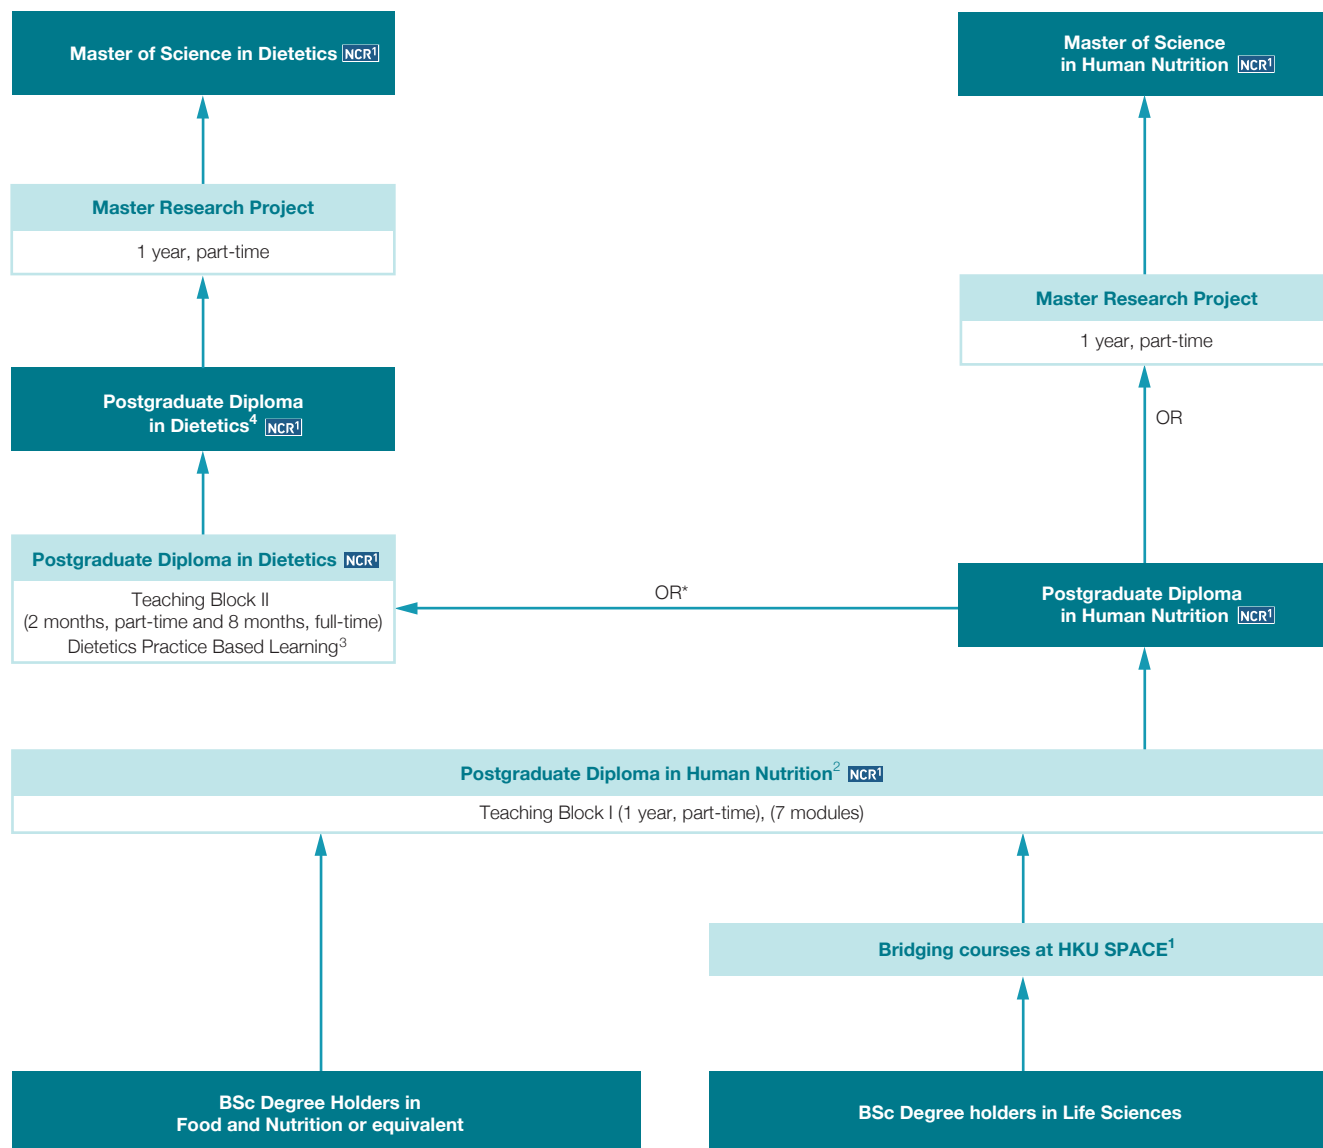 Master of Science in Dietetics NCR¹
Master of Science
in Human Nutrition NCR¹
Master Research Project
1 year, part-time
Master Research Project
1 year, part-time
Postgraduate Diploma
in Dietetics⁴ NCR¹
OR
Postgraduate Diploma in Dietetics NCR¹
Teaching Block II
(2 months, part-time and 8 months, full-time)
Dietetics Practice Based Learning³
OR*
Postgraduate Diploma
in Human Nutrition NCR¹
Postgraduate Diploma in Human Nutrition² NCR¹
Teaching Block I (1 year, part-time), (7 modules)
Bridging courses at HKU SPACE¹
BSc Degree Holders in
Food and Nutrition or equivalent
BSc Degree holders in Life Sciences